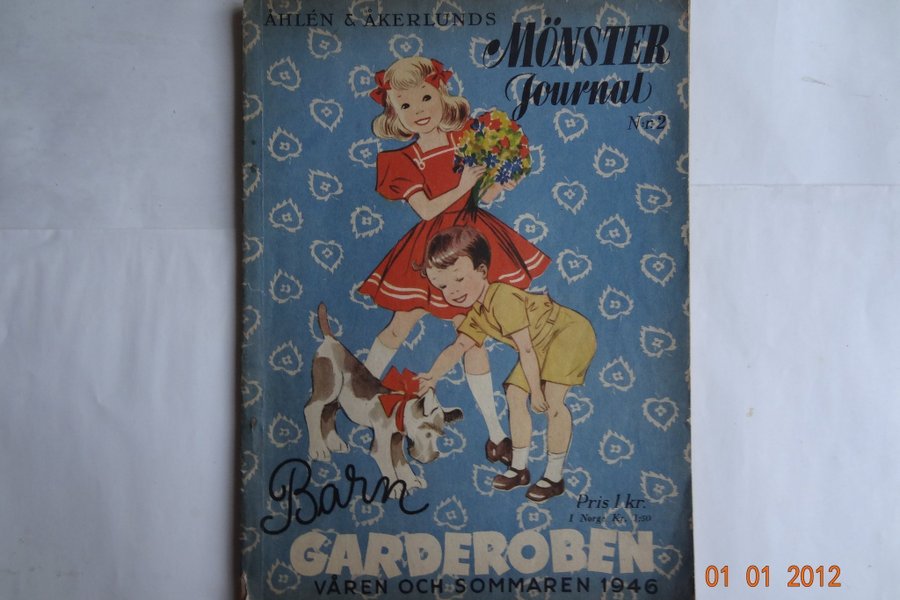 ÅHLÉN & ÅKERLUNDS
MÖNSTER
Journal
Nr. 2
Barn
Pris 1 kr.
I Norge Kr. 1:50
GARDEROBEN
VÅREN OCH SOMMAREN 1946
01 01 2012